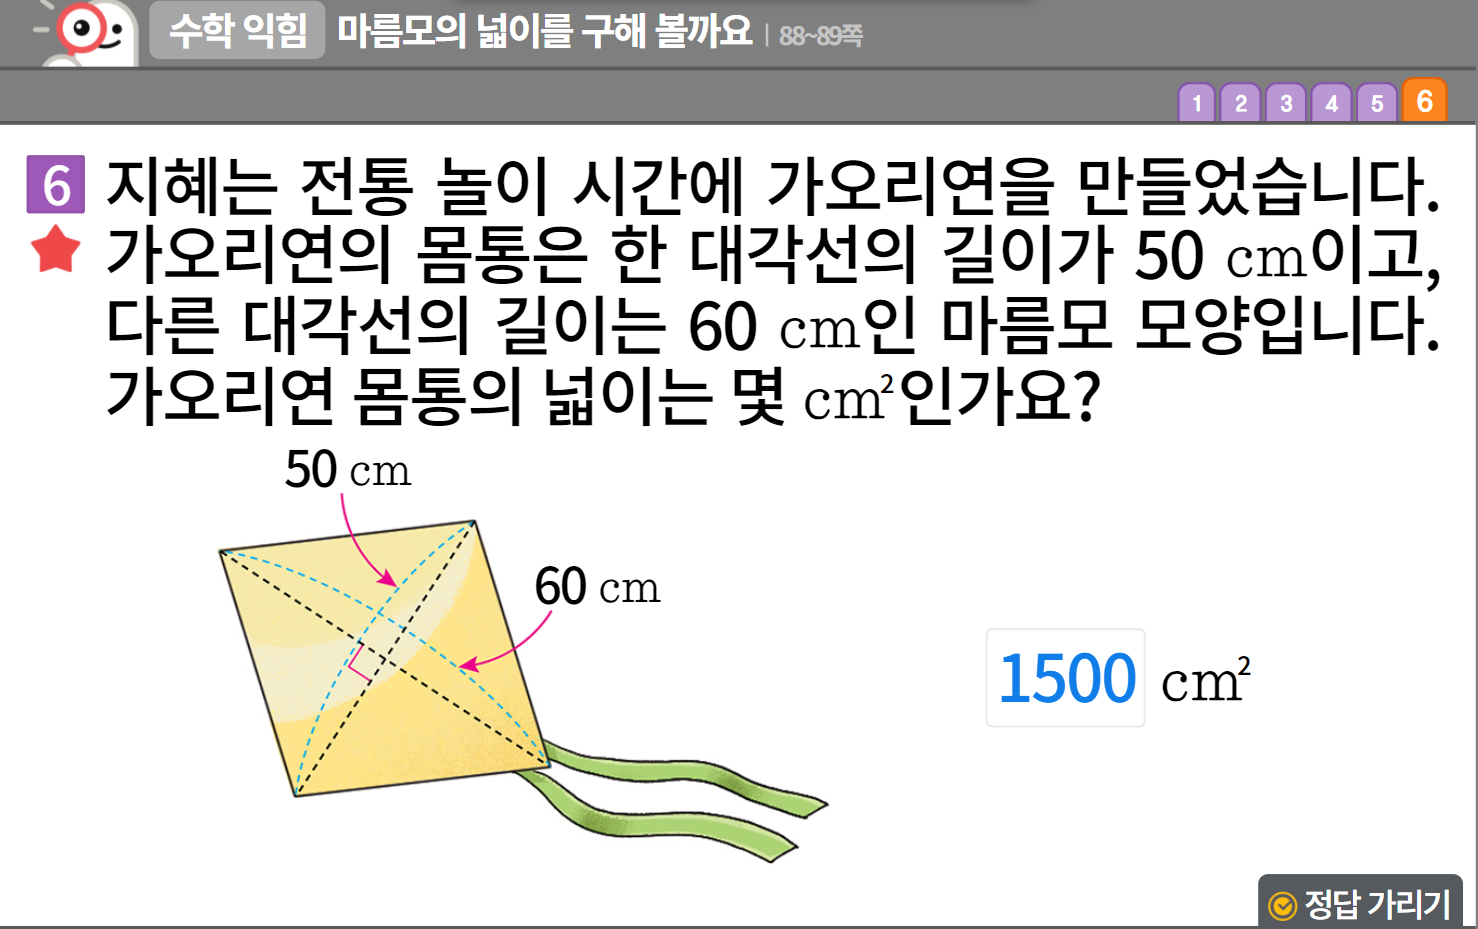 수학 익힘 마름모의 넓이를 구해 볼까요 | 88~89쪽
1 2 3 4 5 6
6 지혜는 전통 놀이 시간에 가오리연을 만들었습니다.
가오리연의 몸통은 한 대각선의 길이가 50 cm이고,
다른 대각선의 길이는 60 cm인 마름모 모양입니다.
가오리연 몸통의 넓이는 몇 cm²인가요?
50 cm
60 cm
1500 cm²
정답 가리기